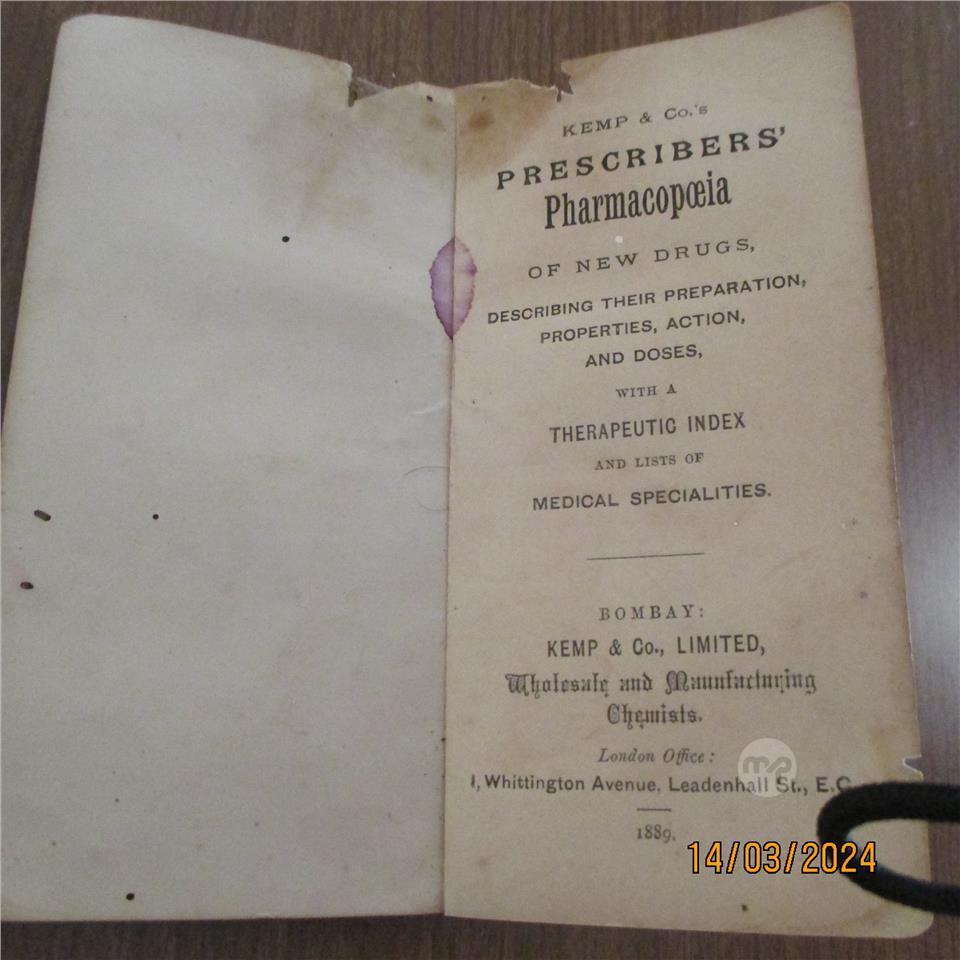 KEMP & Co.'s
PRESCRIBERS'
Pharmacopœia
OF NEW DRUGS,
DESCRIBING THEIR PREPARATION,
PROPERTIES, ACTION,
AND DOSES,
WITH A
THERAPEUTIC INDEX
AND LISTS OF
MEDICAL SPECIALITIES.
BOMBAY:
KEMP & Co., LIMITED,
Wholesale and Manufacturing
Chemists.
London Office:
1, Whittington Avenue, Leadenhall St., E.C.
1889.
14/03/2024